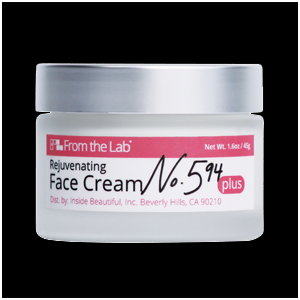 From the Lab®
Net Wt. 1.6oz/ 45g
Rejuvenating
Face Cream No. 594
plus
Dist. by: Inside Beautiful, Inc. Beverly Hills, CA 90210